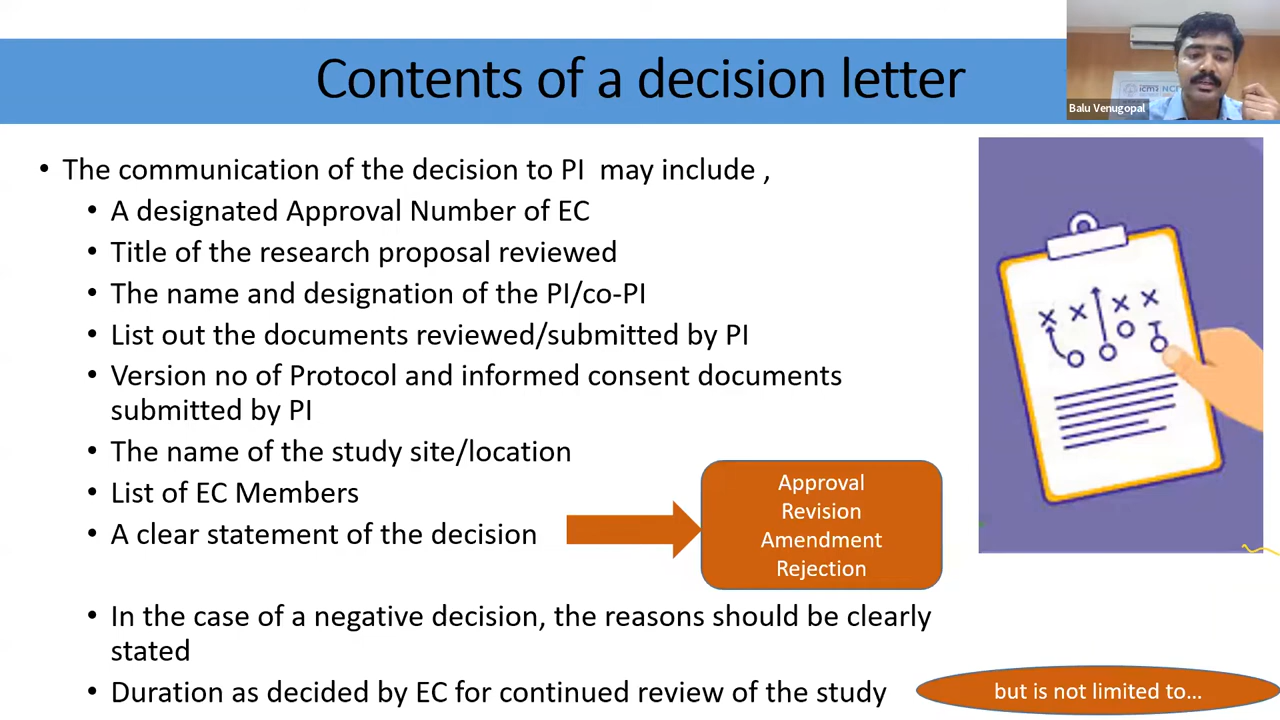 Contents of a decision letter
icmr NCI
Balu Venugopal
• The communication of the decision to PI  may include ,
• A designated Approval Number of EC
• Title of the research proposal reviewed
• The name and designation of the PI/co-PI
• List out the documents reviewed/submitted by PI
• Version no of Protocol and informed consent documents
submitted by PI
• The name of the study site/location
• List of EC Members
• A clear statement of the decision
Approval
Revision
Amendment
Rejection
• In the case of a negative decision, the reasons should be clearly
stated
• Duration as decided by EC for continued review of the study
but is not limited to...